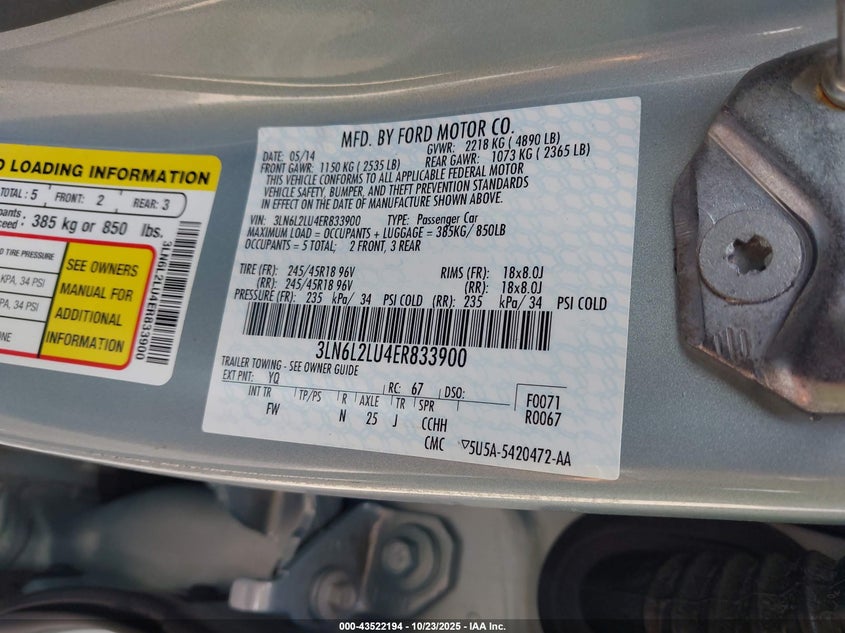 D LOADING INFORMATION
TOTAL: 5 FRONT: 2 REAR: 3
pants
ceed: 385 kg or 850 lbs.
D TIRE PRESSURE
KPA, 34 PSI
KPA, 34 PSI
ONE
SEE OWNERS
MANUAL FOR
ADDITIONAL
INFORMATION
3LN6L2LU4ER833900
MFD. BY FORD MOTOR CO.
DATE: 05/14 GVWR: 2218 KG ( 4890 LB)
FRONT GAWR: 1150 KG ( 2535 LB) REAR GAWR: 1073 KG ( 2365 LB)
THIS VEHICLE CONFORMS TO ALL APPLICABLE FEDERAL MOTOR
VEHICLE SAFETY, BUMPER, AND THEFT PREVENTION STANDARDS
IN EFFECT ON THE DATE OF MANUFACTURE SHOWN ABOVE.
VIN: 3LN6L2LU4ER833900 TYPE: Passenger Car
MAXIMUM LOAD = OCCUPANTS + LUGGAGE = 385KG/ 850LB
OCCUPANTS = 5 TOTAL; 2 FRONT, 3 REAR
TIRE (FR): 245/45R18 96V RIMS (FR): 18x8.0J
(RR): 245/45R18 96V (RR): 18x8.0J
PRESSURE (FR): 235 kPa/ 34 PSI COLD (RR): 235 kPa/ 34 PSI COLD
3LN6L2LU4ER833900
TRAILER TOWING - SEE OWNER GUIDE
EXT PNT: YQ RC: 67 DSO: F0071
INT TR TP/PS R AXLE TR SPR R0067
FW N 25 J CCHH
CMC ▽5U5A-5420472-AA
000-43522194 | 10/23/2025 - IAA Inc.